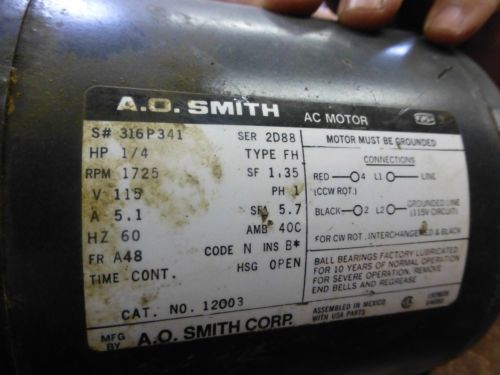 A.O. SMITH AC MOTOR
S# 316P341 SER 2D88
HP 1/4 TYPE FH
RPM 1725 SF 1.35
V 115 PH 1
A 5.1 SFA 5.7
HZ 60 AMB 40C
FR A48 CODE N INS B*
TIME CONT. HSG OPEN
CAT. NO. 12003
MFG BY A.O. SMITH CORP.
MOTOR MUST BE GROUNDED
CONNECTIONS
RED 4 L1 LINE
(CCW ROT.)
BLACK 2 L2 GROUNDED LINE
(115V CIRCUIT)
FOR CW ROT. INTERCHANGE RED & BLACK
BALL BEARINGS FACTORY LUBRICATED
FOR 10 YEARS OF NORMAL OPERATION
FOR SEVERE OPERATION, REMOVE
END BELLS AND REGREASE
ASSEMBLED IN MEXICO
WITH USA PARTS